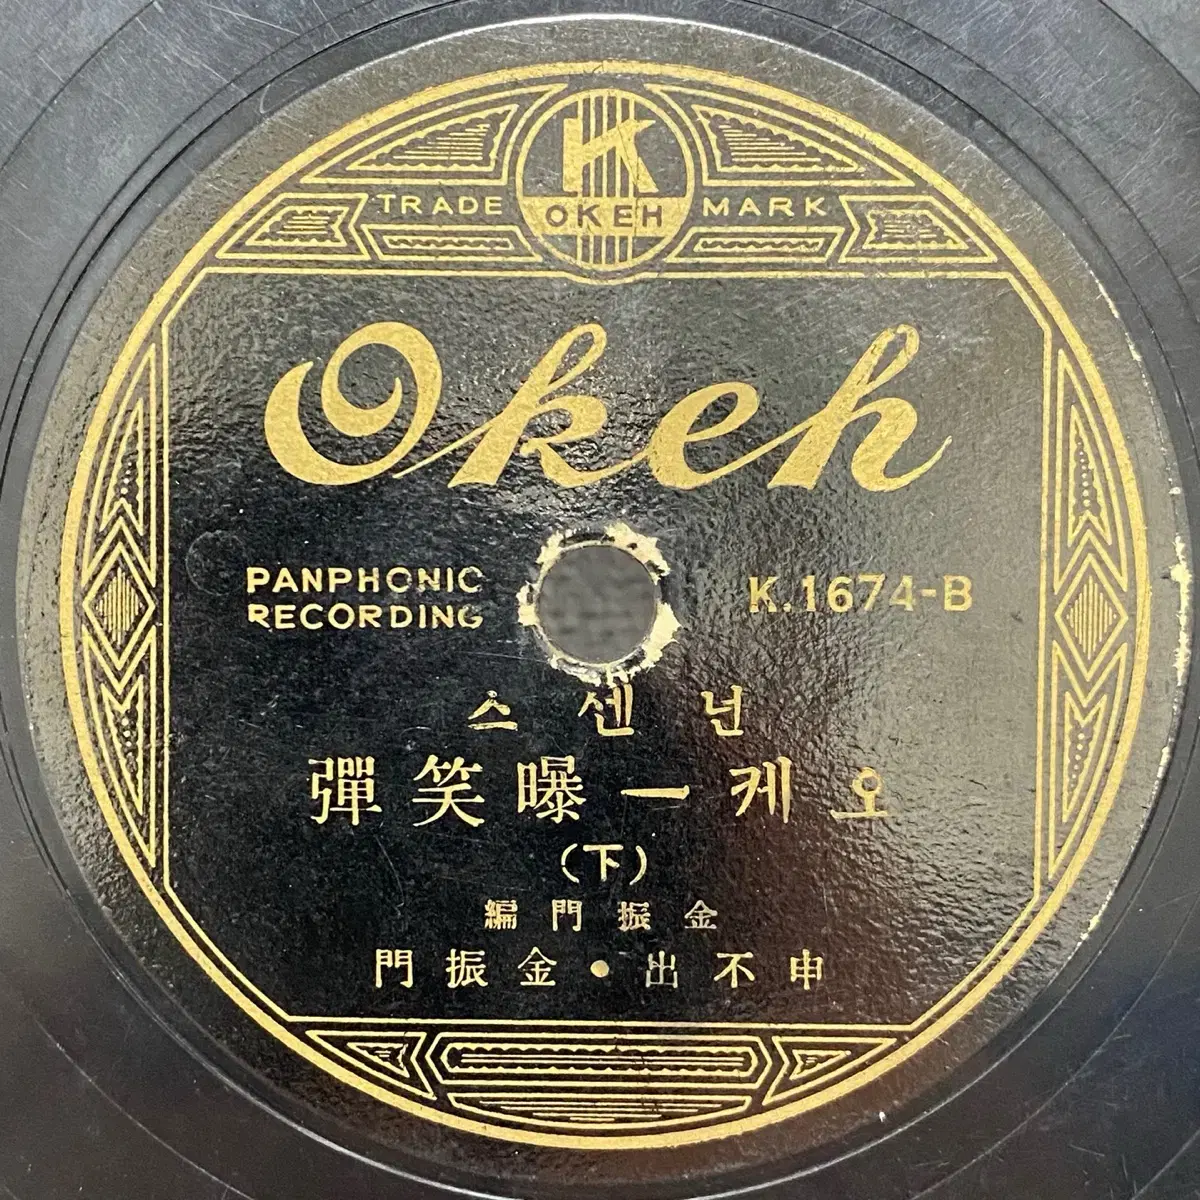 K
OKEH
TRADE MARK
Okeh
PANPHONIC
RECORDING
K.1674-B
넌센스
오케ー曝笑彈
(下)
金振門編
申不出・金振門